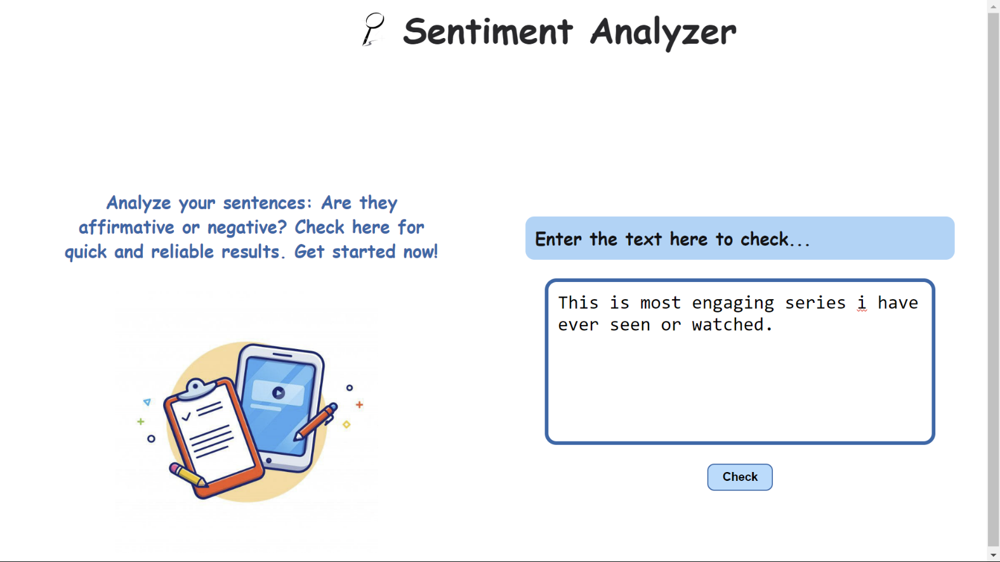 Sentiment Analyzer
Analyze your sentences: Are they
affirmative or negative? Check here for
quick and reliable results. Get started now!
Enter the text here to check...
This is most engaging series i have
ever seen or watched.
Check